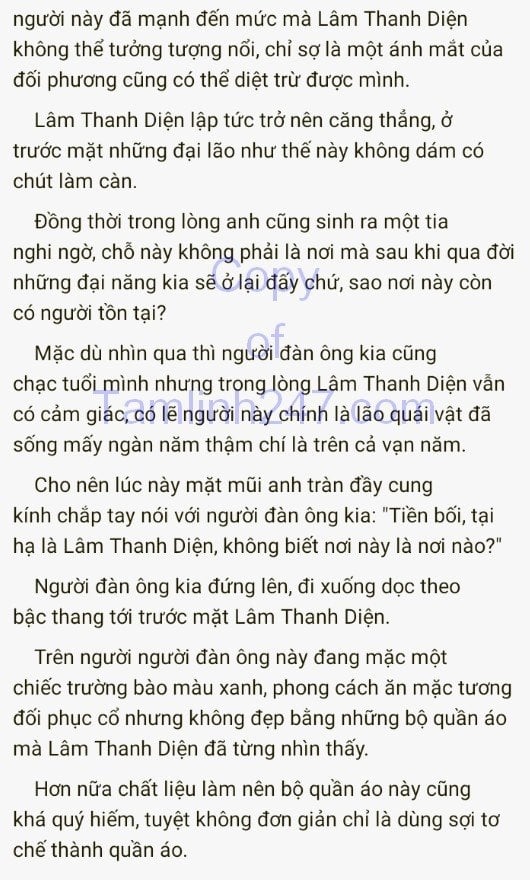 người này đã mạnh đến mức mà Lâm Thanh Diện
không thể tưởng tượng nổi, chỉ sợ là một ánh mắt của
đối phương cũng có thể diệt trừ được mình.
Lâm Thanh Diện lập tức trở nên căng thẳng, ở
trước mặt những đại lão như thế này không dám có
chút làm càn.
Đồng thời trong lòng anh cũng sinh ra một tia
nghi ngờ, chỗ này không phải là nơi mà sau khi qua đời
những đại năng kia sẽ ở lại đấy chứ, sao nơi này còn
có người tồn tại?
Mặc dù nhìn qua thì người đàn ông kia cũng
chạc tuổi mình nhưng trong lòng Lâm Thanh Diện vẫn
có cảm giác, có lẽ người này chính là lão quái vật đã
sống mấy ngàn năm thậm chí là trên cả vạn năm.
Cho nên lúc này mặt mũi anh tràn đầy cung
kính chắp tay nói với người đàn ông kia: "Tiền bối, tại
hạ là Lâm Thanh Diện, không biết nơi này là nơi nào?"
Người đàn ông kia đứng lên, đi xuống dọc theo
bậc thang tới trước mặt Lâm Thanh Diện.
Trên người người đàn ông này đang mặc một
chiếc trường bào màu xanh, phong cách ăn mặc tương
đối phục cổ nhưng không đẹp bằng những bộ quần áo
mà Lâm Thanh Diện đã từng nhìn thấy.
Hơn nữa chất liệu làm nên bộ quần áo này cũng
khá quý hiếm, tuyệt không đơn giản chỉ là dùng sợi tơ
chế thành quần áo.
Copy
of
Tamlinh247.com